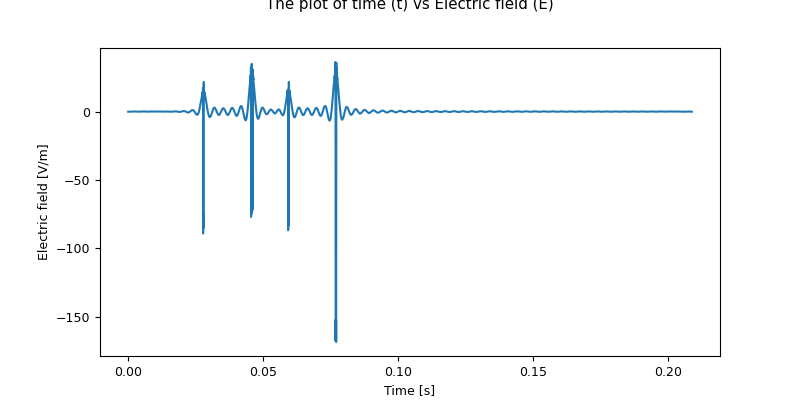 The plot of time (t) vs Electric field (E)
0
−50
−100
−150
Electric field [V/m]
0.00 0.05 0.10 0.15 0.20
Time [s]